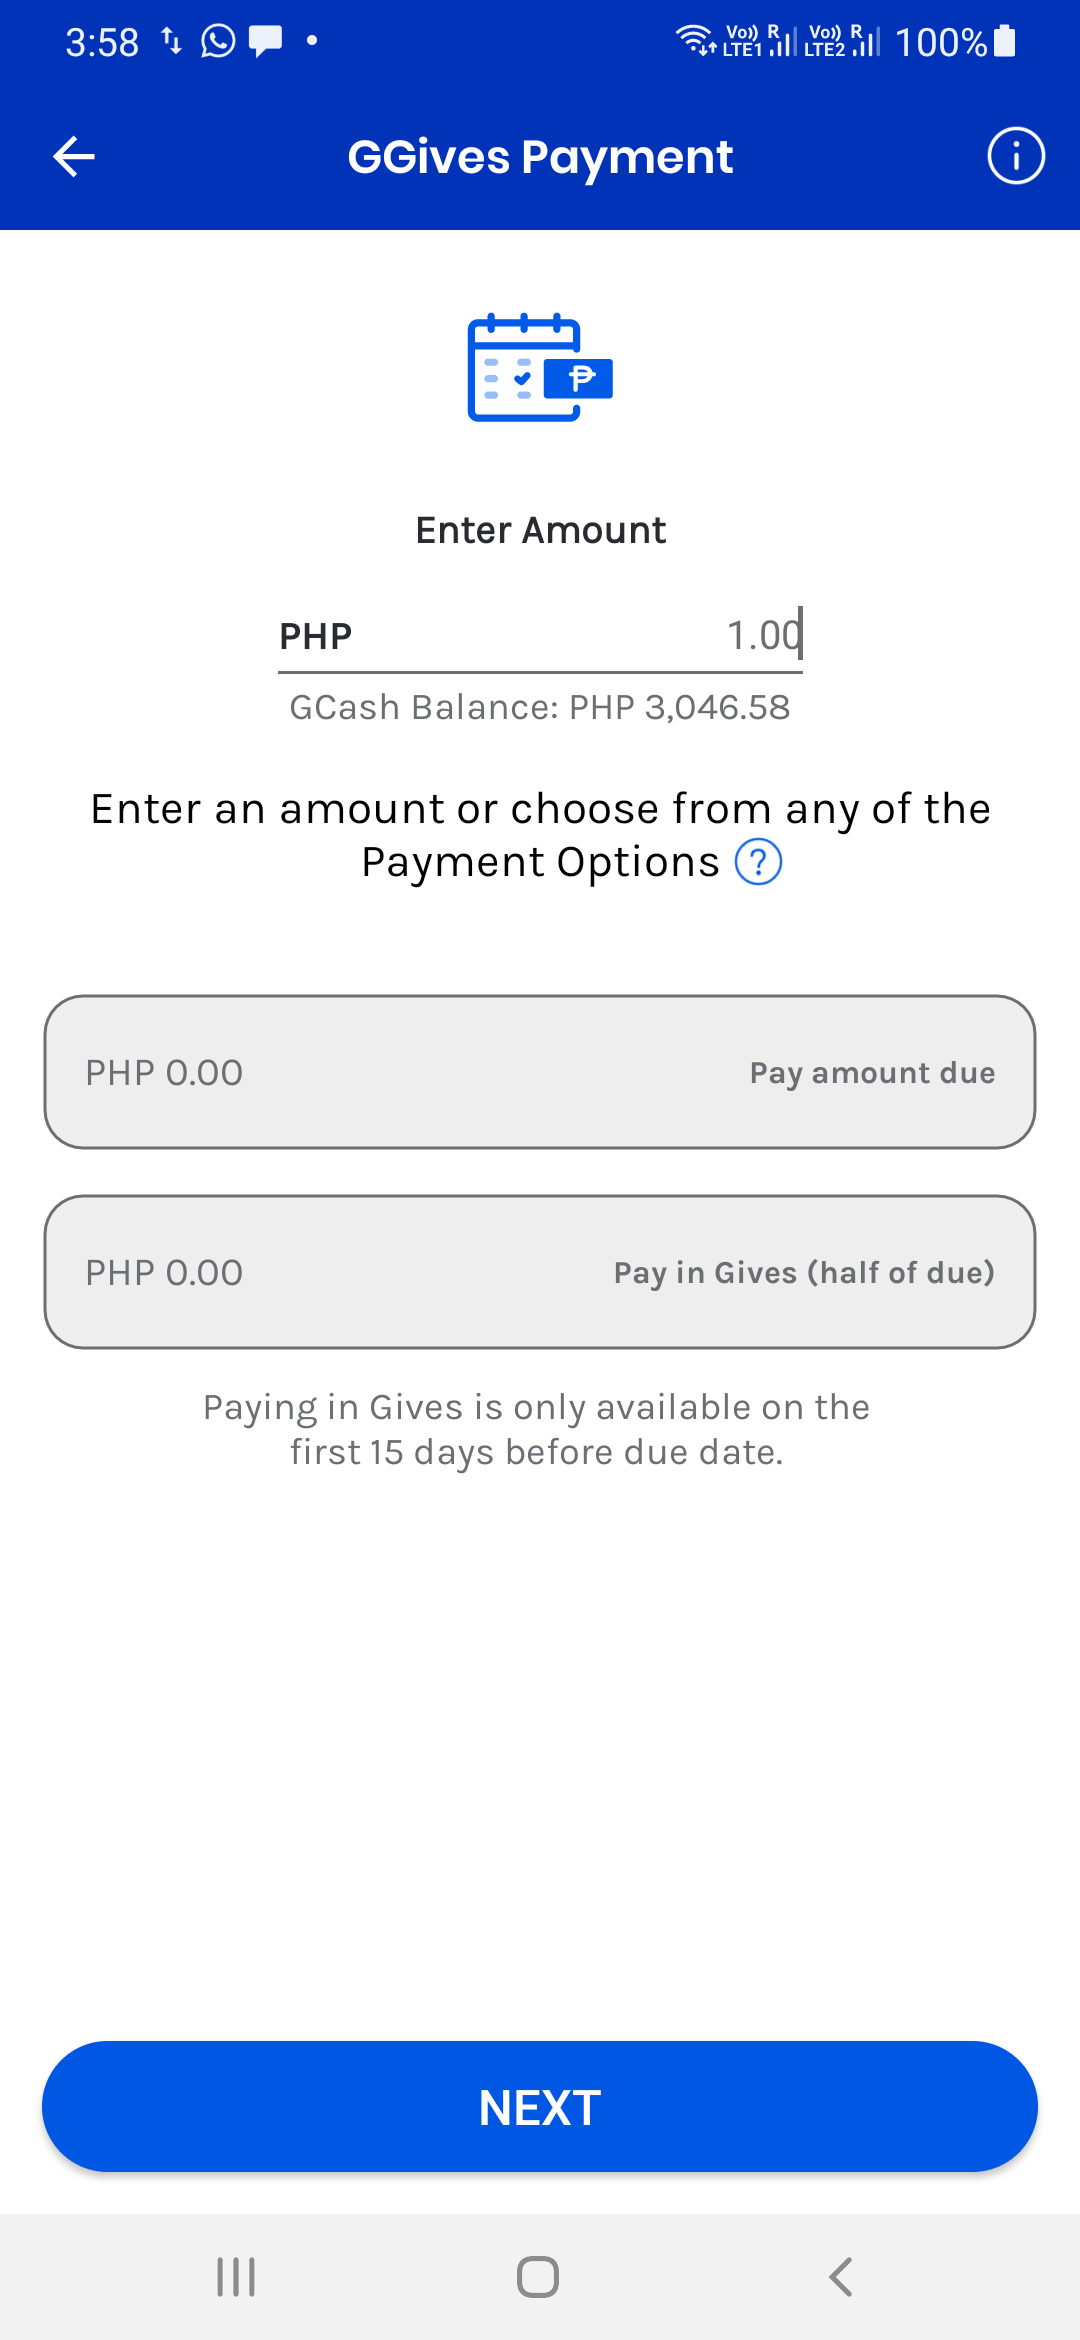 3:58
Vo)) R
LTE1
Vo)) R
LTE2
100%
GGives Payment
₱
Enter Amount
PHP 1.00
GCash Balance: PHP 3,046.58
Enter an amount or choose from any of the
Payment Options ?
PHP 0.00 Pay amount due
PHP 0.00 Pay in Gives (half of due)
Paying in Gives is only available on the
first 15 days before due date.
NEXT